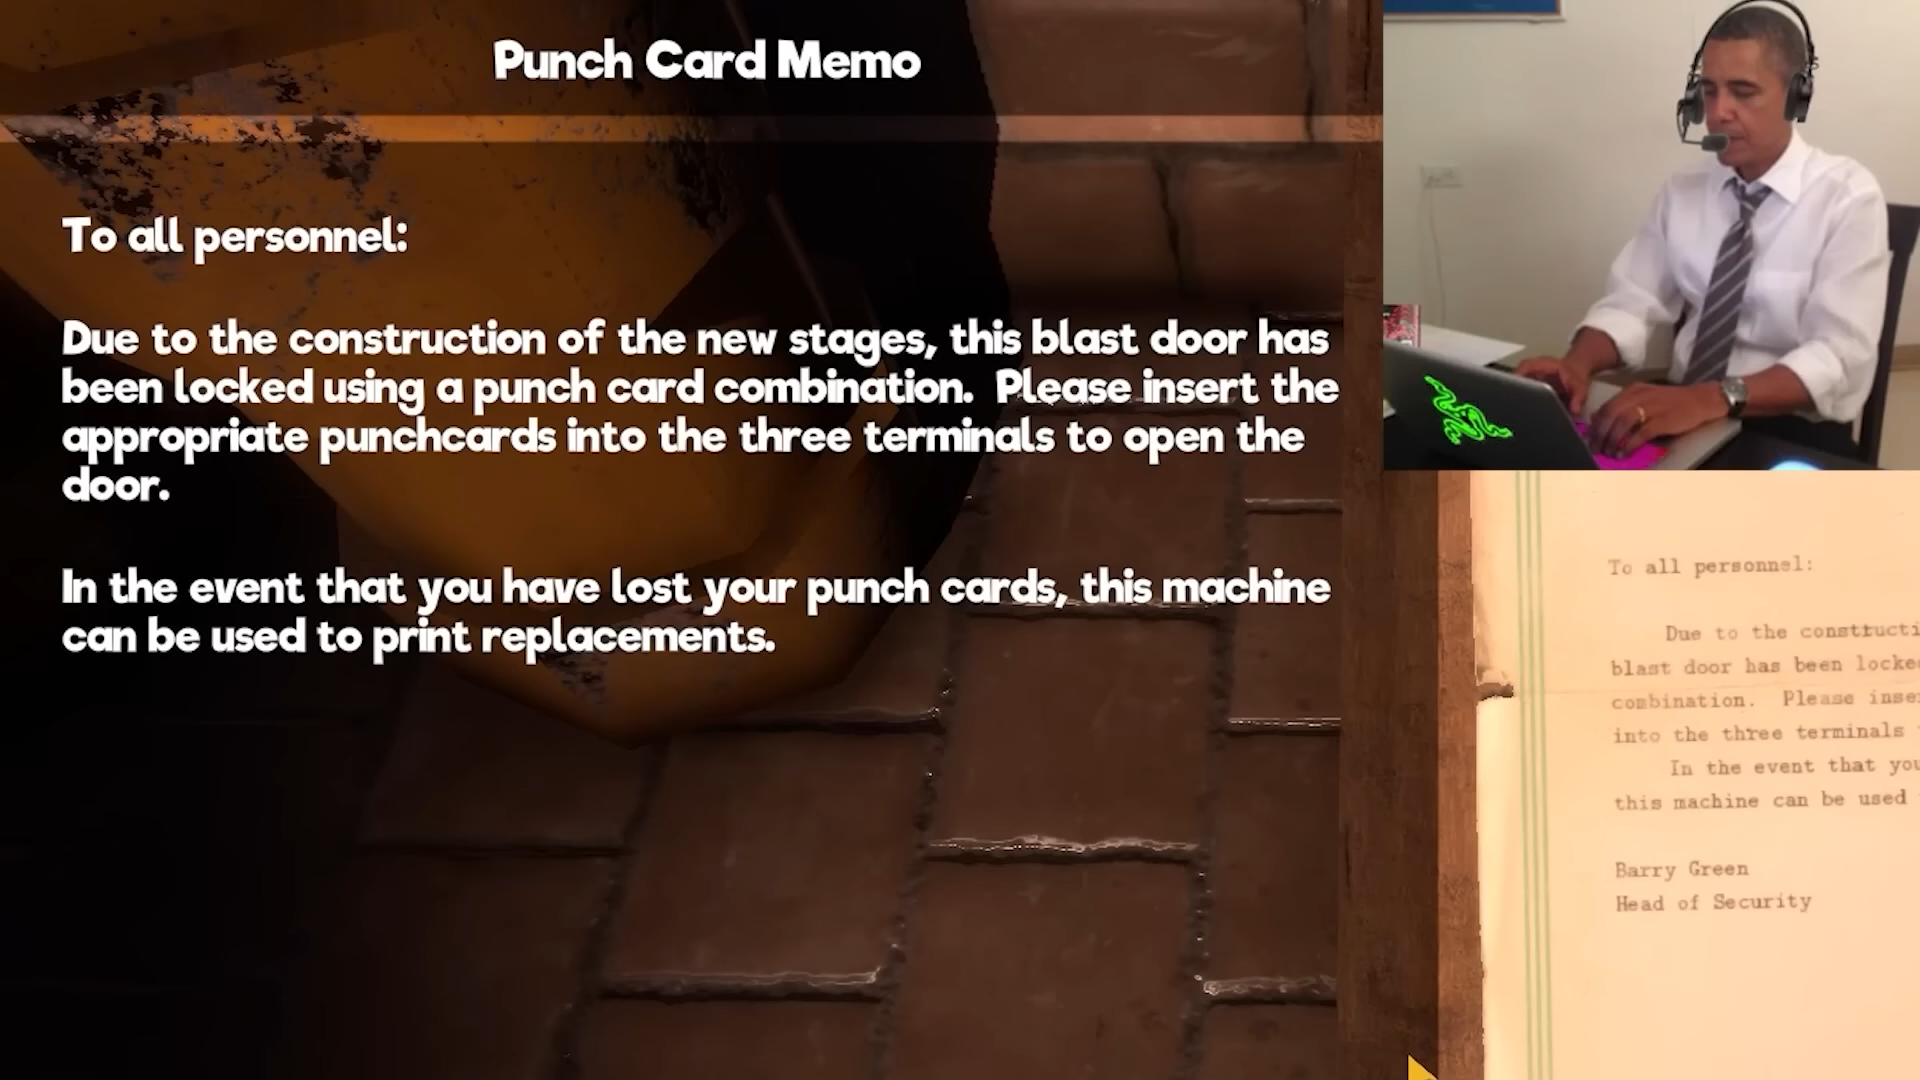 Punch Card Memo
To all personnel:
Due to the construction of the new stages, this blast door has
been locked using a punch card combination.  Please insert the
appropriate punchcards into the three terminals to open the
door.
In the event that you have lost your punch cards, this machine
can be used to print replacements.
To all personnel:
Due to the constructi
blast door has been locke
combination.  Please inse
into the three terminals
In the event that you
this machine can be used
Barry Green
Head of Security